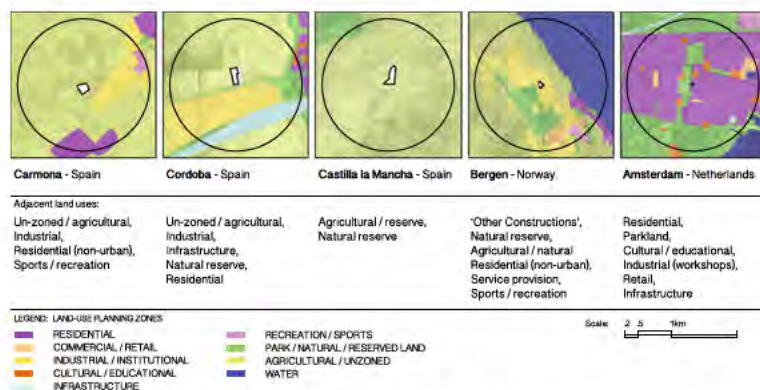 Carmona - Spain
Cordoba - Spain
Castilla la Mancha - Spain
Bergen - Norway
Amsterdam - Netherlands
Adjacent land uses:
Un-zoned / agricultural,
Industrial,
Residential (non-urban),
Sports / recreation
Un-zoned / agricultural,
Industrial,
Infrastructure,
Natural reserve,
Residential
Agricultural / reserve,
Natural reserve
'Other Constructions',
Natural reserve,
Agricultural / natural
Residential (non-urban),
Service provision,
Sports / recreation
Residential,
Parkland,
Cultural / educational,
Industrial (workshops),
Retail,
Infrastructure
LEGEND: LAND-USE PLANNING ZONES
RESIDENTIAL
COMMERCIAL / RETAIL
INDUSTRIAL / INSTITUTIONAL
CULTURAL / EDUCATIONAL
INFRASTRUCTURE
RECREATION / SPORTS
PARK / NATURAL / RESERVED LAND
AGRICULTURAL / UNZONED
WATER
Scale: .2 .5 1km